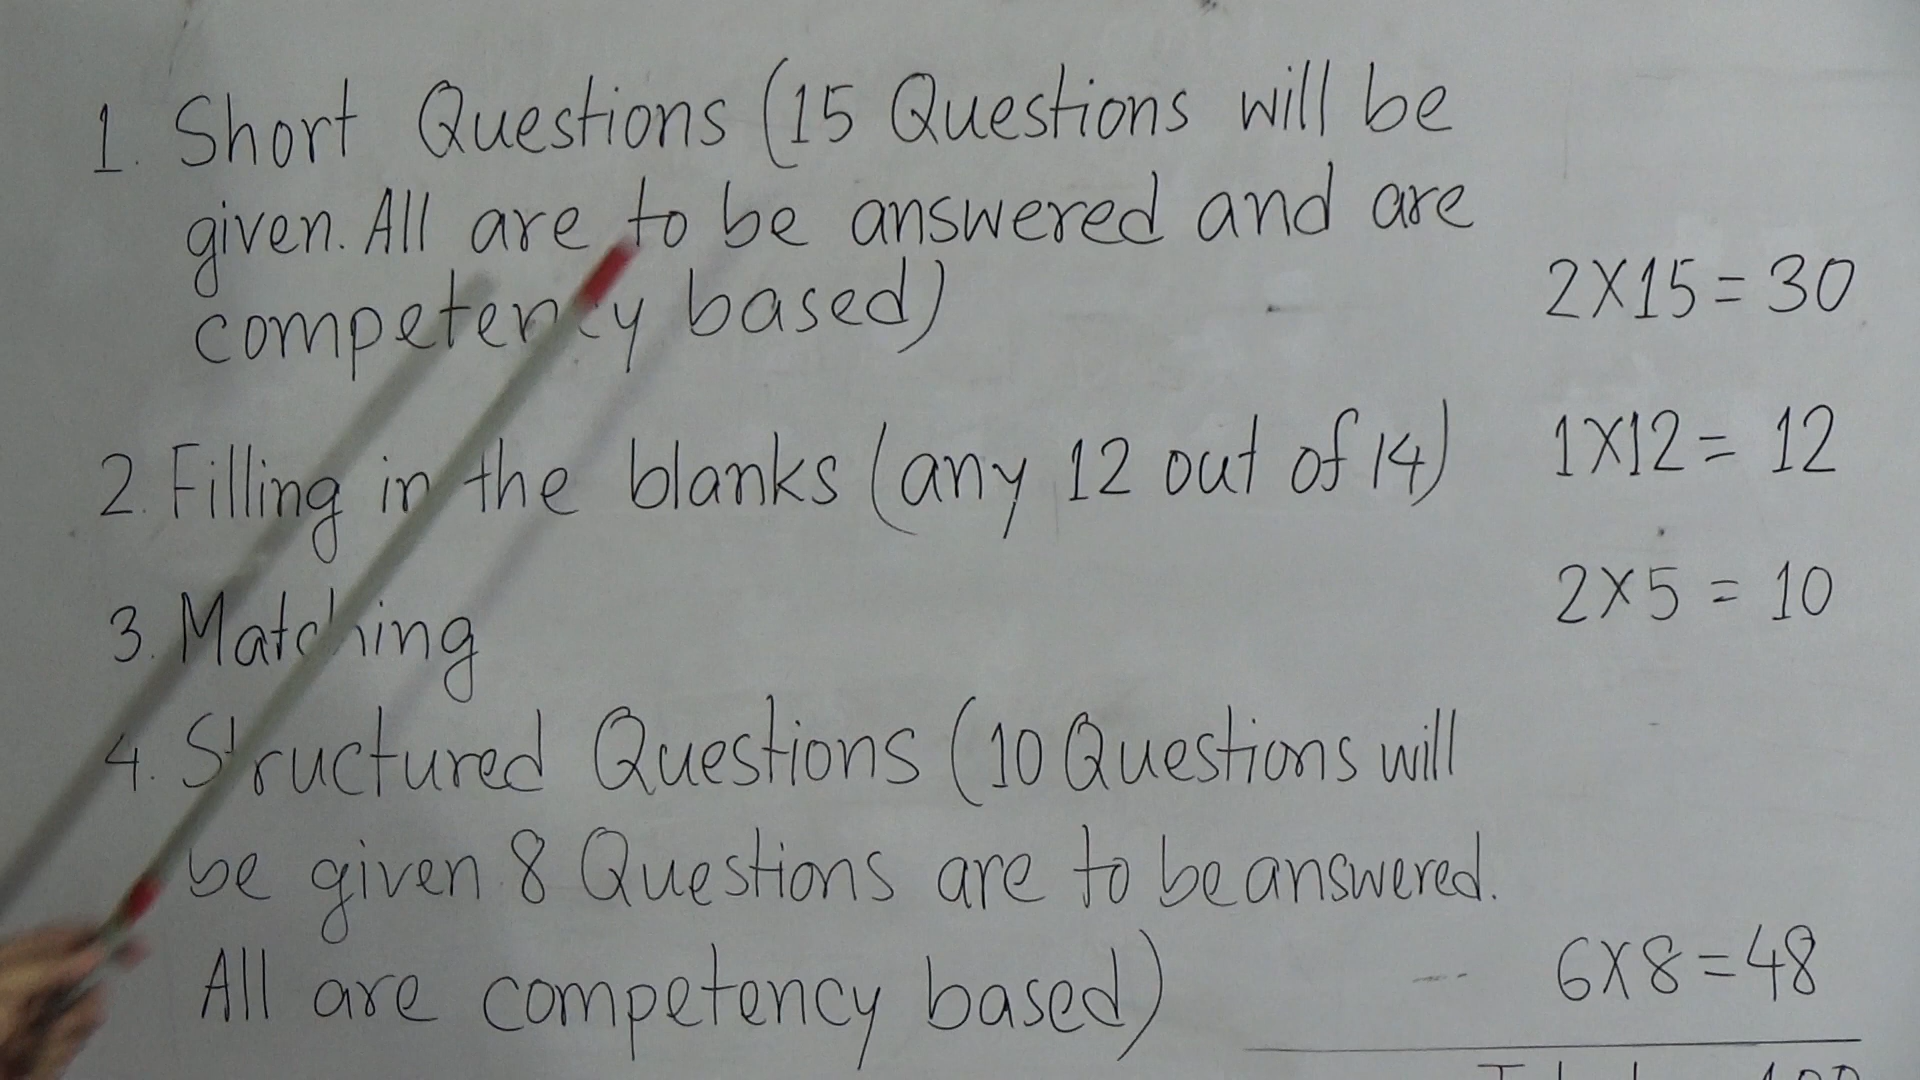 1. Short Questions (15 Questions will be
given. All are to be answered and are
competency based) 2X15 = 30
2. Filling in the blanks (any 12 out of 14) 1X12 = 12
3. Matching 2X5 = 10
4. Structured Questions (10 Questions will
be given 8 Questions are to be answered.
All are competency based) 6X8 = 48